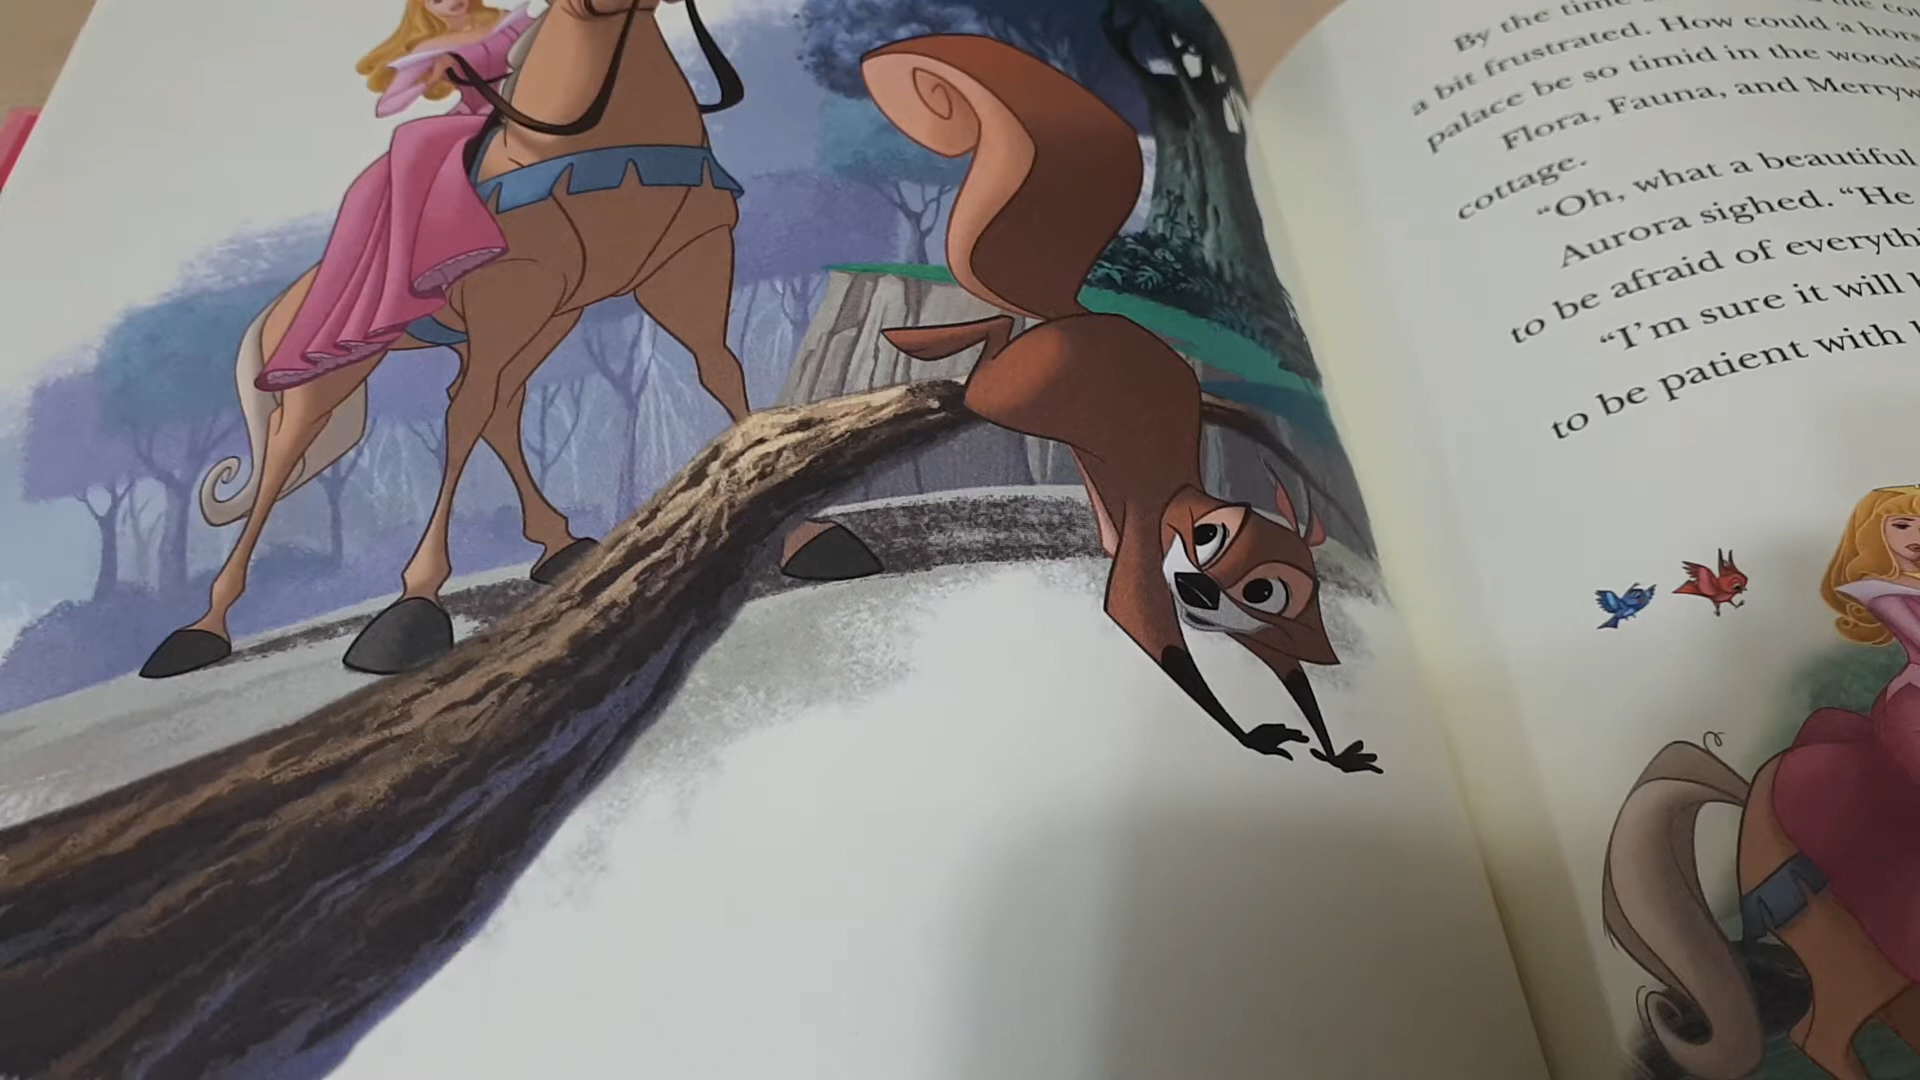 By the time
a bit frustrated. How could a hors
palace be so timid in the woods
Flora, Fauna, and Merryw
cottage.
"Oh, what a beautiful
Aurora sighed. "He
to be afraid of everythi
"I'm sure it will
to be patient with